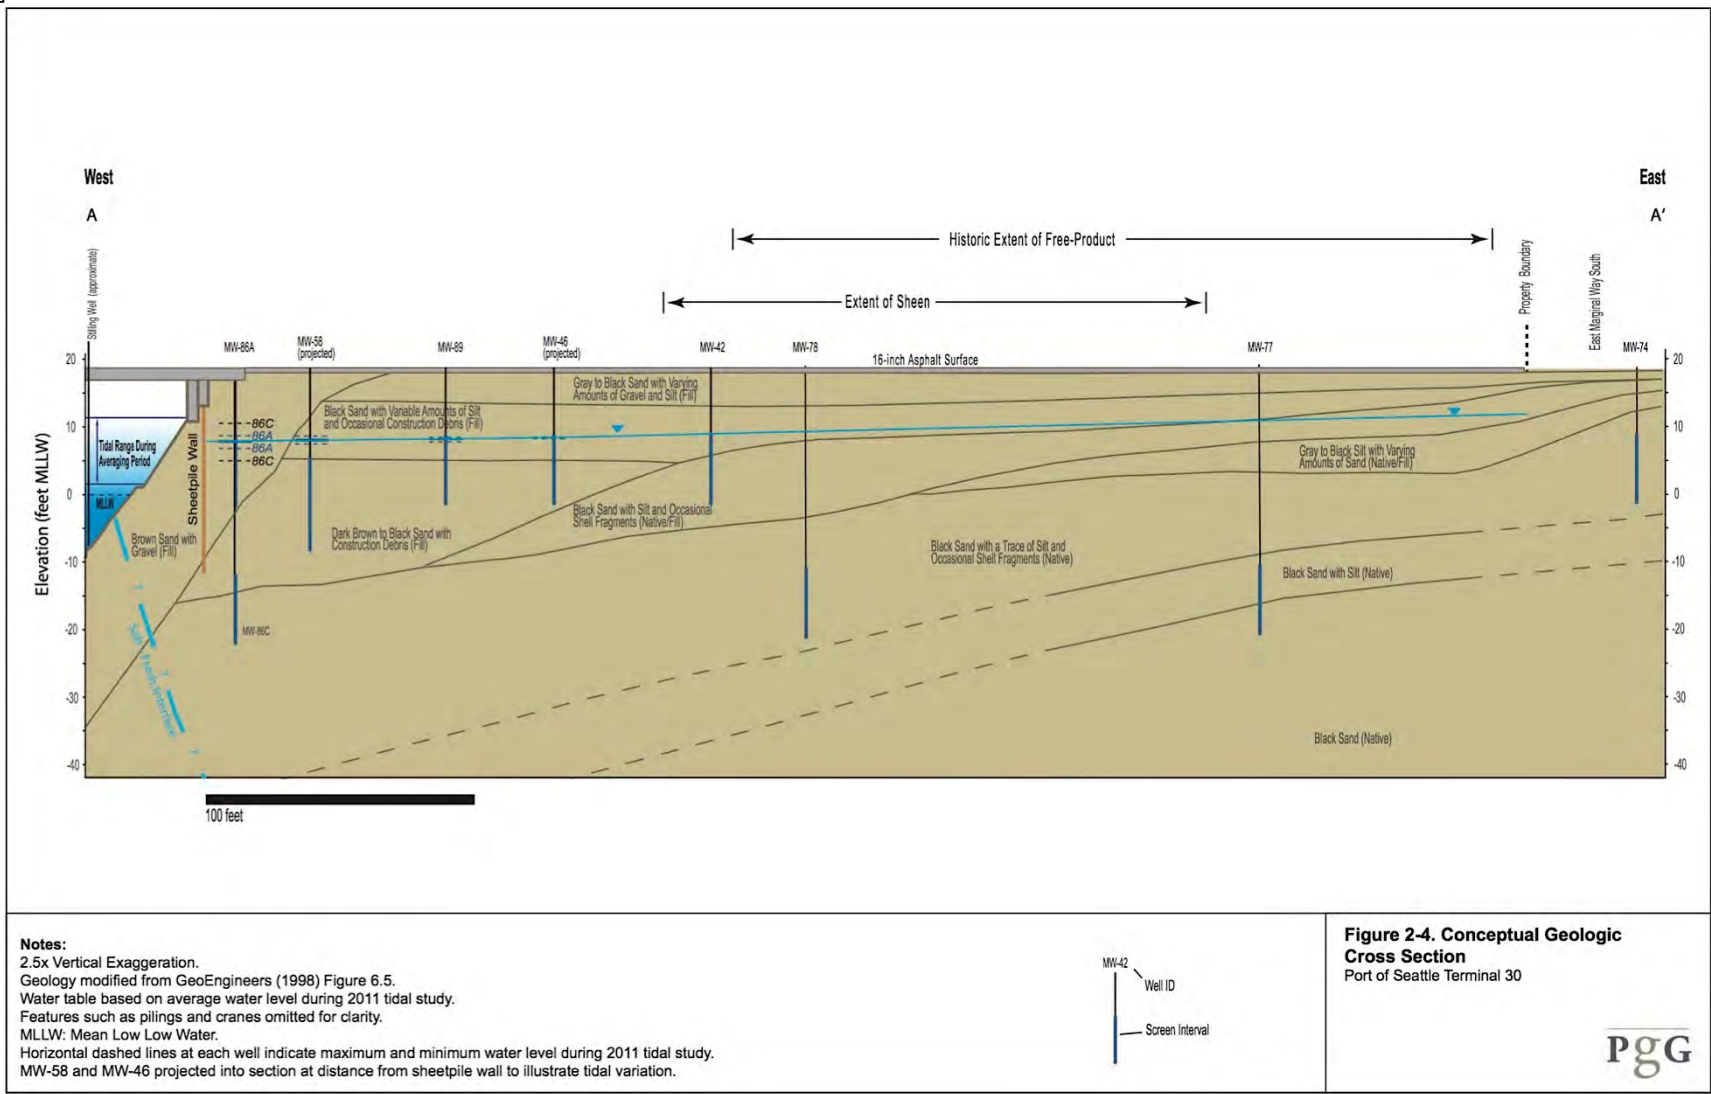 West
East
A
A'
Historic Extent of Free-Product
Extent of Sheen
Stilling Well (approximate)
Property Boundary
East Marginal Way South
MW-86A
MW-58
(projected)
MW-89
MW-46
(projected)
MW-42
MW-78
16-inch Asphalt Surface
MW-77
MW-74
Elevation (feet MLLW)
20
10
0
-10
-20
-30
-40
20
10
0
-10
-20
-30
-40
Gray to Black Sand with Varying
Amounts of Gravel and Silt (Fill)
Black Sand with Variable Amounts of Silt
and Occasional Construction Debris (Fill)
86C
86A
86A
86C
Tidal Range During
Averaging Period
MLLW
Sheetpile Wall
Gray to Black Silt with Varying
Amounts of Sand (Native/Fill)
Black Sand with Silt and Occasional
Shell Fragments (Native/Fill)
Brown Sand with
Gravel (Fill)
Dark Brown to Black Sand with
Construction Debris (Fill)
Black Sand with a Trace of Silt and
Occasional Shell Fragments (Native)
Black Sand with Silt (Native)
?
MW-86C
?
Salt - Fresh Interface
?
Black Sand (Native)
100 feet
Notes:
2.5x Vertical Exaggeration.
Geology modified from GeoEngineers (1998) Figure 6.5.
Water table based on average water level during 2011 tidal study.
Features such as pilings and cranes omitted for clarity.
MLLW: Mean Low Low Water.
Horizontal dashed lines at each well indicate maximum and minimum water level during 2011 tidal study.
MW-58 and MW-46 projected into section at distance from sheetpile wall to illustrate tidal variation.
MW-42
Well ID
Screen Interval
Figure 2-4. Conceptual Geologic
Cross Section
Port of Seattle Terminal 30
PgG